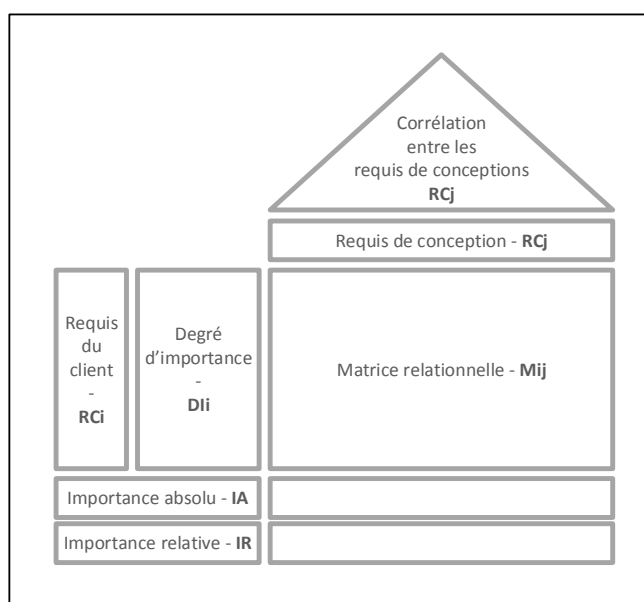 Corrélation
entre les
requis de conceptions
RCj
Requis de conception - RCj
Requis
du
client
-
RCi
Degré
d'importance
-
DIi
Matrice relationnelle - Mij
Importance absolu - IA
Importance relative - IR